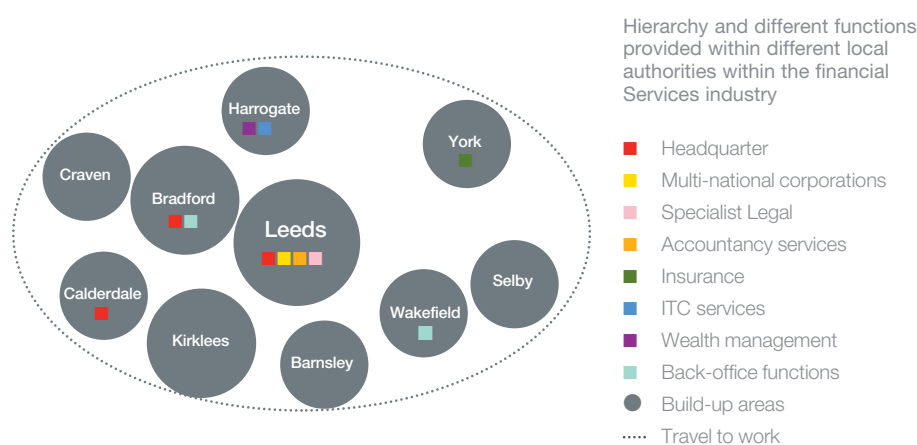 Hierarchy and different functions
provided within different local
authorities within the financial
Services industry
Harrogate
York
Craven
Bradford
Leeds
Calderdale
Selby
Wakefield
Kirklees
Barnsley
Headquarter
Multi-national corporations
Specialist Legal
Accountancy services
Insurance
ITC services
Wealth management
Back-office functions
Build-up areas
Travel to work